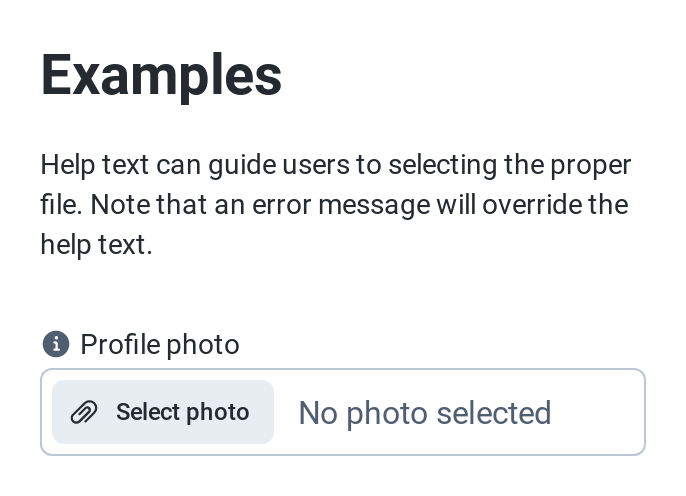 Examples
Help text can guide users to selecting the proper
file. Note that an error message will override the
help text.
Profile photo
Select photo
No photo selected